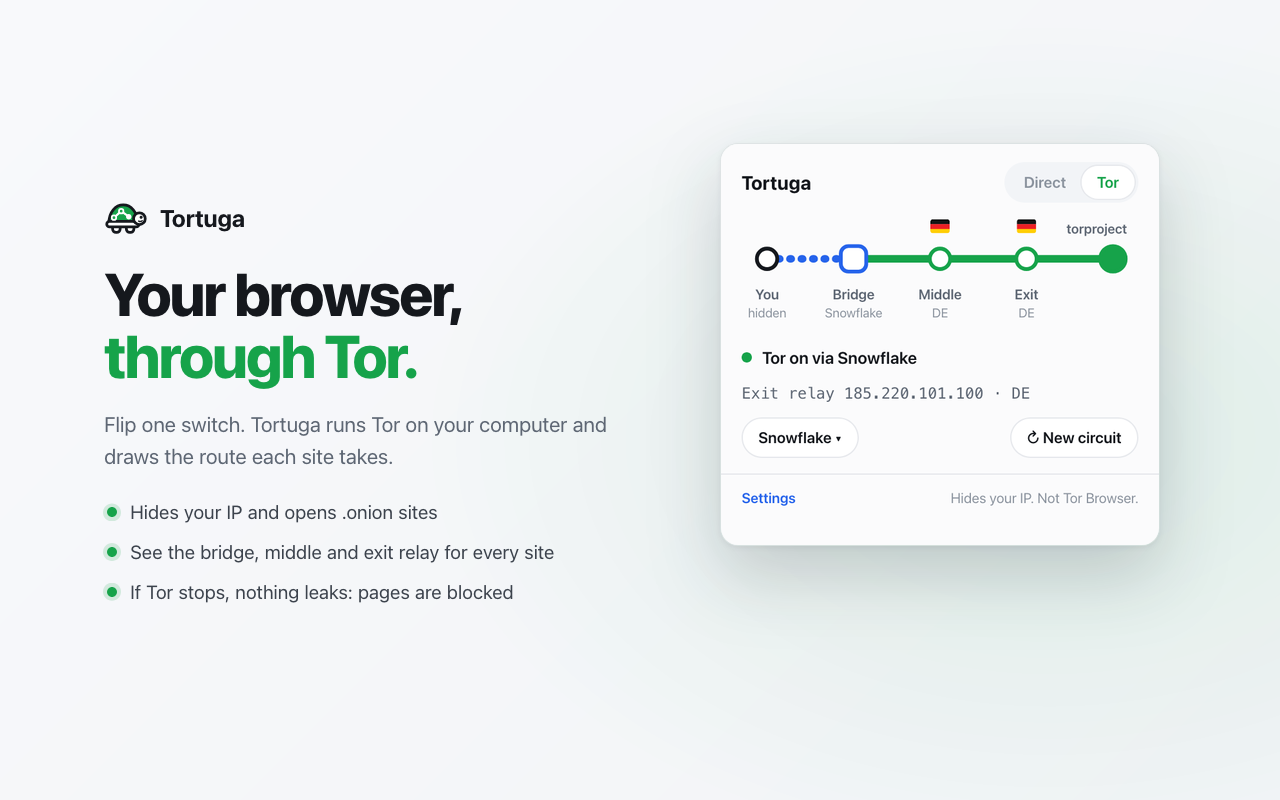 Tortuga
Your browser,
through Tor.
Flip one switch. Tortuga runs Tor on your computer and
draws the route each site takes.
Hides your IP and opens .onion sites
See the bridge, middle and exit relay for every site
If Tor stops, nothing leaks: pages are blocked
Tortuga
Direct Tor
torproject
You Bridge Middle Exit
hidden Snowflake DE DE
Tor on via Snowflake
Exit relay 185.220.101.100 · DE
Snowflake ▾ ↻ New circuit
Settings Hides your IP. Not Tor Browser.